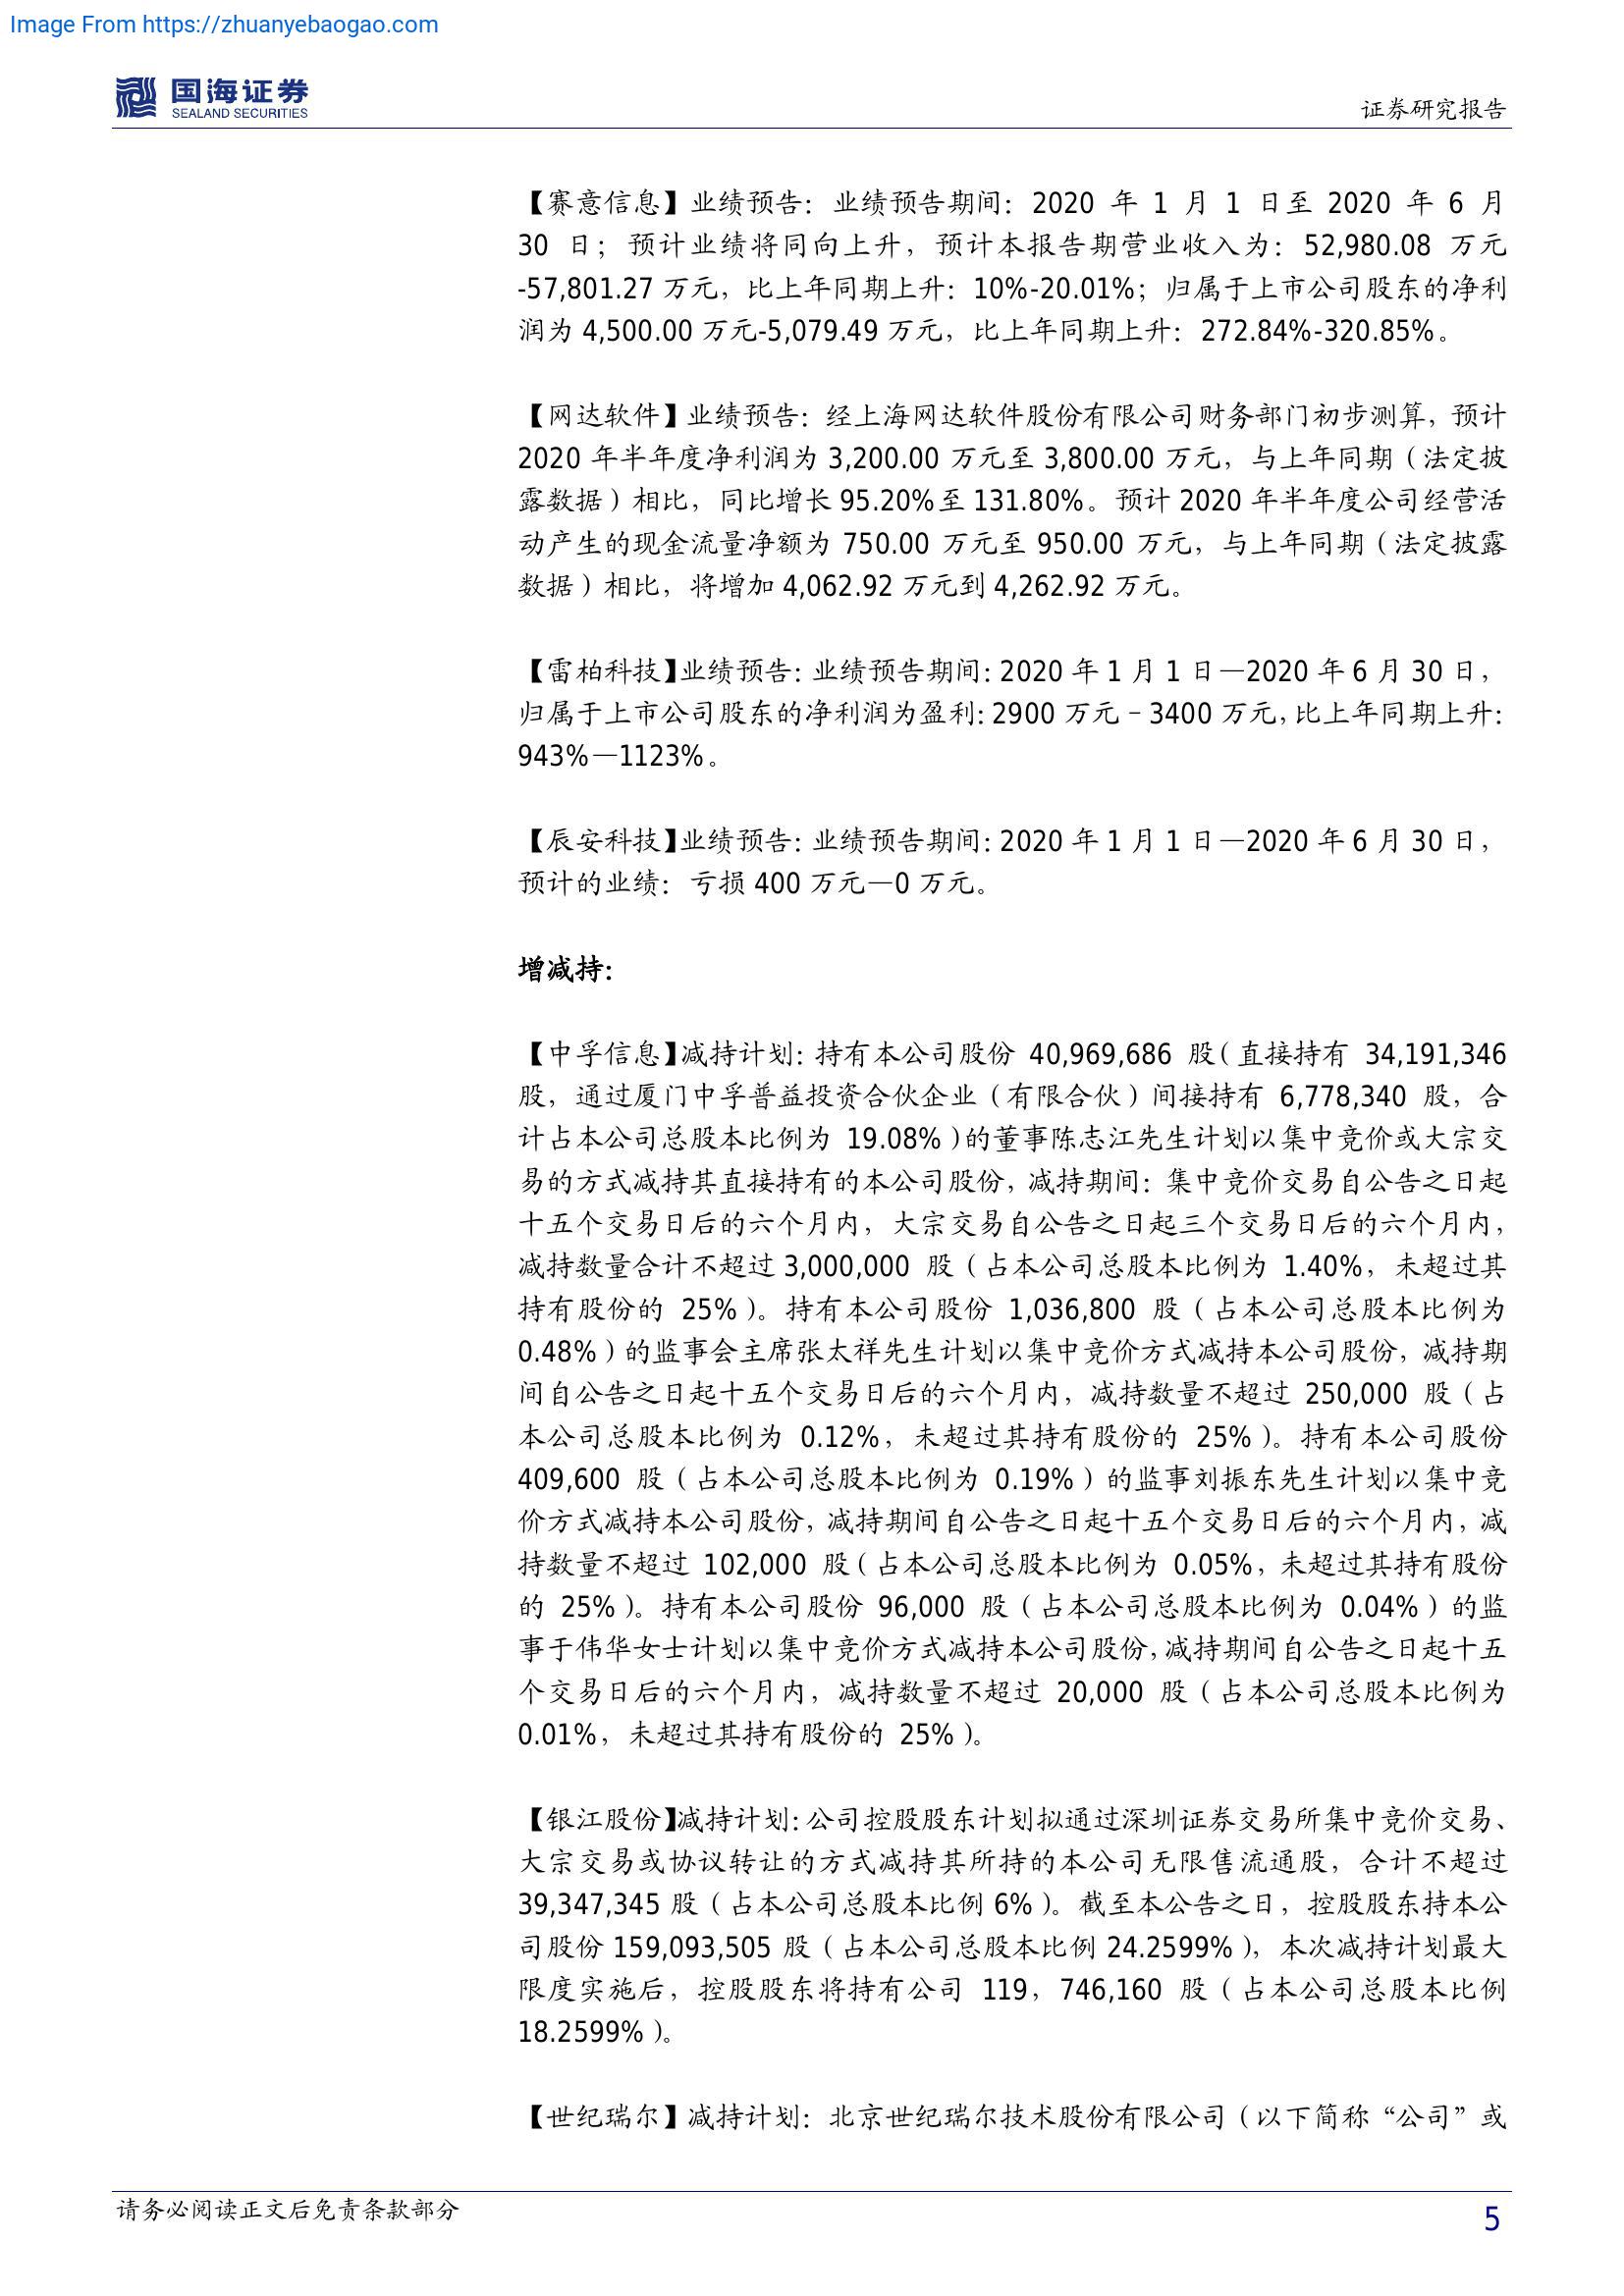 Image From https://zhuanyebaogao.com
国海证券
SEALAND SECURITIES
证券研究报告
【赛意信息】业绩预告：业绩预告期间：2020 年 1 月 1 日至 2020 年 6 月
30 日；预计业绩将同向上升，预计本报告期营业收入为：52,980.08 万元
-57,801.27 万元，比上年同期上升：10%-20.01%；归属于上市公司股东的净利
润为 4,500.00 万元-5,079.49 万元，比上年同期上升：272.84%-320.85%。
【网达软件】业绩预告：经上海网达软件股份有限公司财务部门初步测算，预计
2020 年半年度净利润为 3,200.00 万元至 3,800.00 万元，与上年同期（法定披
露数据）相比，同比增长 95.20%至 131.80%。预计 2020 年半年度公司经营活
动产生的现金流量净额为 750.00 万元至 950.00 万元，与上年同期（法定披露
数据）相比，将增加 4,062.92 万元到 4,262.92 万元。
【雷柏科技】业绩预告：业绩预告期间：2020 年 1 月 1 日—2020 年 6 月 30 日，
归属于上市公司股东的净利润为盈利：2900 万元－3400 万元，比上年同期上升：
943%—1123%。
【辰安科技】业绩预告：业绩预告期间：2020 年 1 月 1 日—2020 年 6 月 30 日，
预计的业绩：亏损 400 万元—0 万元。
增减持：
【中孚信息】减持计划：持有本公司股份 40,969,686 股（直接持有 34,191,346
股，通过厦门中孚普益投资合伙企业（有限合伙）间接持有 6,778,340 股，合
计占本公司总股本比例为 19.08%）的董事陈志江先生计划以集中竞价或大宗交
易的方式减持其直接持有的本公司股份，减持期间：集中竞价交易自公告之日起
十五个交易日后的六个月内，大宗交易自公告之日起三个交易日后的六个月内，
减持数量合计不超过 3,000,000 股（占本公司总股本比例为 1.40%，未超过其
持有股份的 25%）。持有本公司股份 1,036,800 股（占本公司总股本比例为
0.48%）的监事会主席张太祥先生计划以集中竞价方式减持本公司股份，减持期
间自公告之日起十五个交易日后的六个月内，减持数量不超过 250,000 股（占
本公司总股本比例为 0.12%，未超过其持有股份的 25%）。持有本公司股份
409,600 股（占本公司总股本比例为 0.19%）的监事刘振东先生计划以集中竞
价方式减持本公司股份，减持期间自公告之日起十五个交易日后的六个月内，减
持数量不超过 102,000 股（占本公司总股本比例为 0.05%，未超过其持有股份
的 25%）。持有本公司股份 96,000 股（占本公司总股本比例为 0.04%）的监
事于伟华女士计划以集中竞价方式减持本公司股份，减持期间自公告之日起十五
个交易日后的六个月内，减持数量不超过 20,000 股（占本公司总股本比例为
0.01%，未超过其持有股份的 25%）。
【银江股份】减持计划：公司控股股东计划拟通过深圳证券交易所集中竞价交易、
大宗交易或协议转让的方式减持其所持的本公司无限售流通股，合计不超过
39,347,345 股（占本公司总股本比例 6%）。截至本公告之日，控股股东持本公
司股份 159,093,505 股（占本公司总股本比例 24.2599%），本次减持计划最大
限度实施后，控股股东将持有公司 119，746,160 股（占本公司总股本比例
18.2599%）。
【世纪瑞尔】减持计划：北京世纪瑞尔技术股份有限公司（以下简称“公司”或
请务必阅读正文后免责条款部分
5